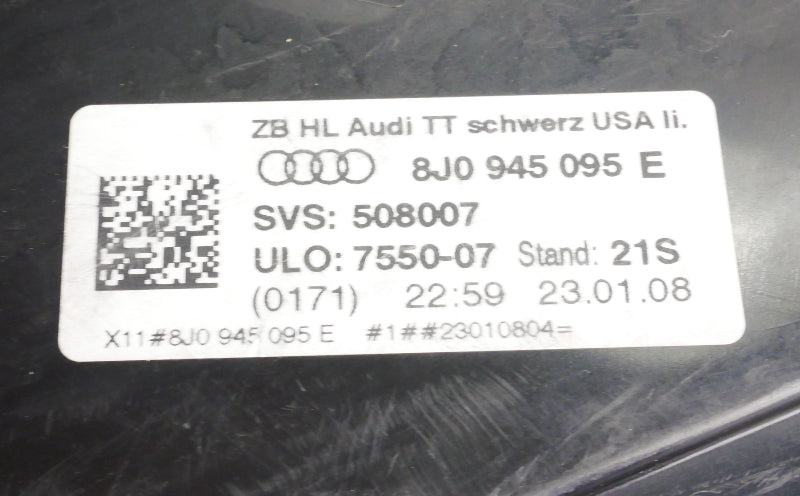 ZB HL Audi TT schwerz USA li.
8J0 945 095 E
SVS: 508007
ULO: 7550-07 Stand: 21S
(0171) 22:59 23.01.08
X11#8J0 945 095 E #1##23010804=